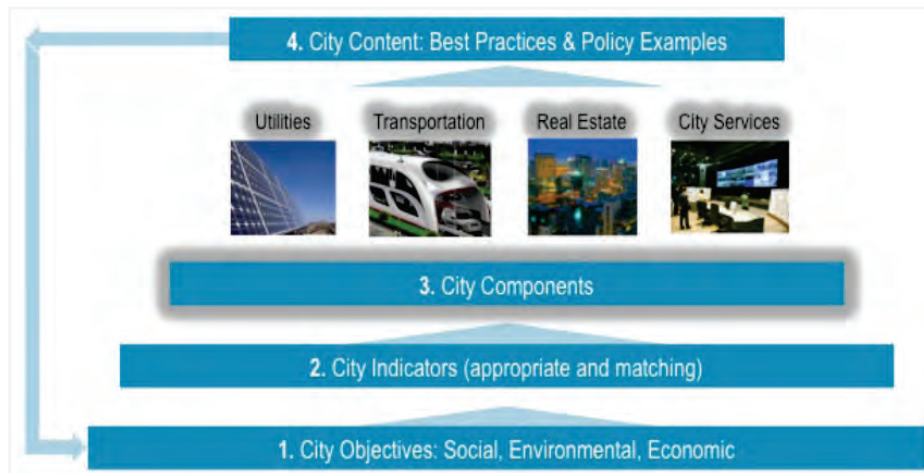 4. City Content: Best Practices & Policy Examples
Utilities
Transportation
Real Estate
City Services
3. City Components
2. City Indicators (appropriate and matching)
1. City Objectives: Social, Environmental, Economic